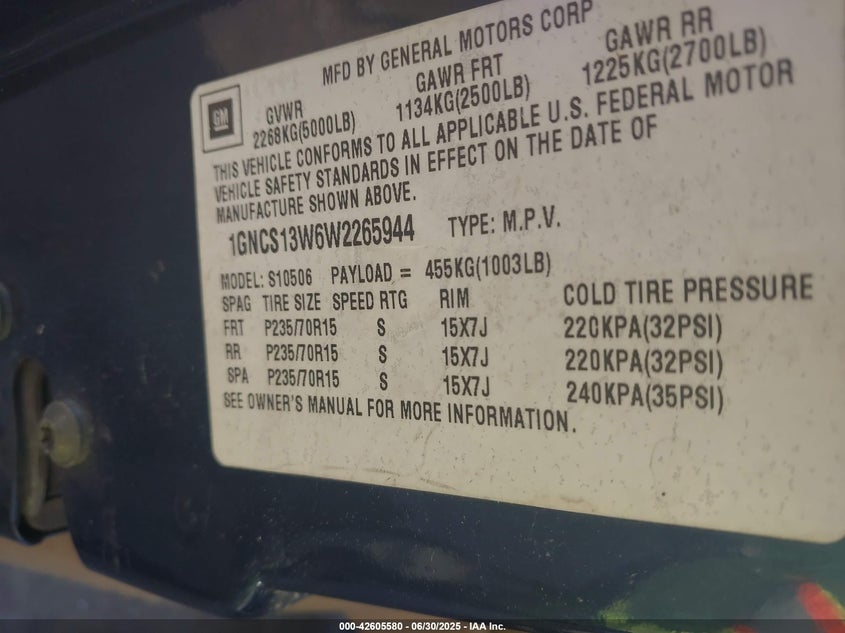 MFD BY GENERAL MOTORS CORP
GM
GVWR GAWR FRT GAWR RR
2268KG(5000LB) 1134KG(2500LB) 1225KG(2700LB)
THIS VEHICLE CONFORMS TO ALL APPLICABLE U.S. FEDERAL MOTOR
VEHICLE SAFETY STANDARDS IN EFFECT ON THE DATE OF
MANUFACTURE SHOWN ABOVE.
1GNCS13W6W2265944 TYPE: M.P.V.
MODEL: S10506 PAYLOAD = 455KG(1003LB)
SPAG TIRE SIZE SPEED RTG RIM COLD TIRE PRESSURE
FRT P235/70R15 S 15X7J 220KPA(32PSI)
RR P235/70R15 S 15X7J 220KPA(32PSI)
SPA P235/70R15 S 15X7J 240KPA(35PSI)
SEE OWNER'S MANUAL FOR MORE INFORMATION.
000-42605580 - 06/30/2025 - IAA Inc.